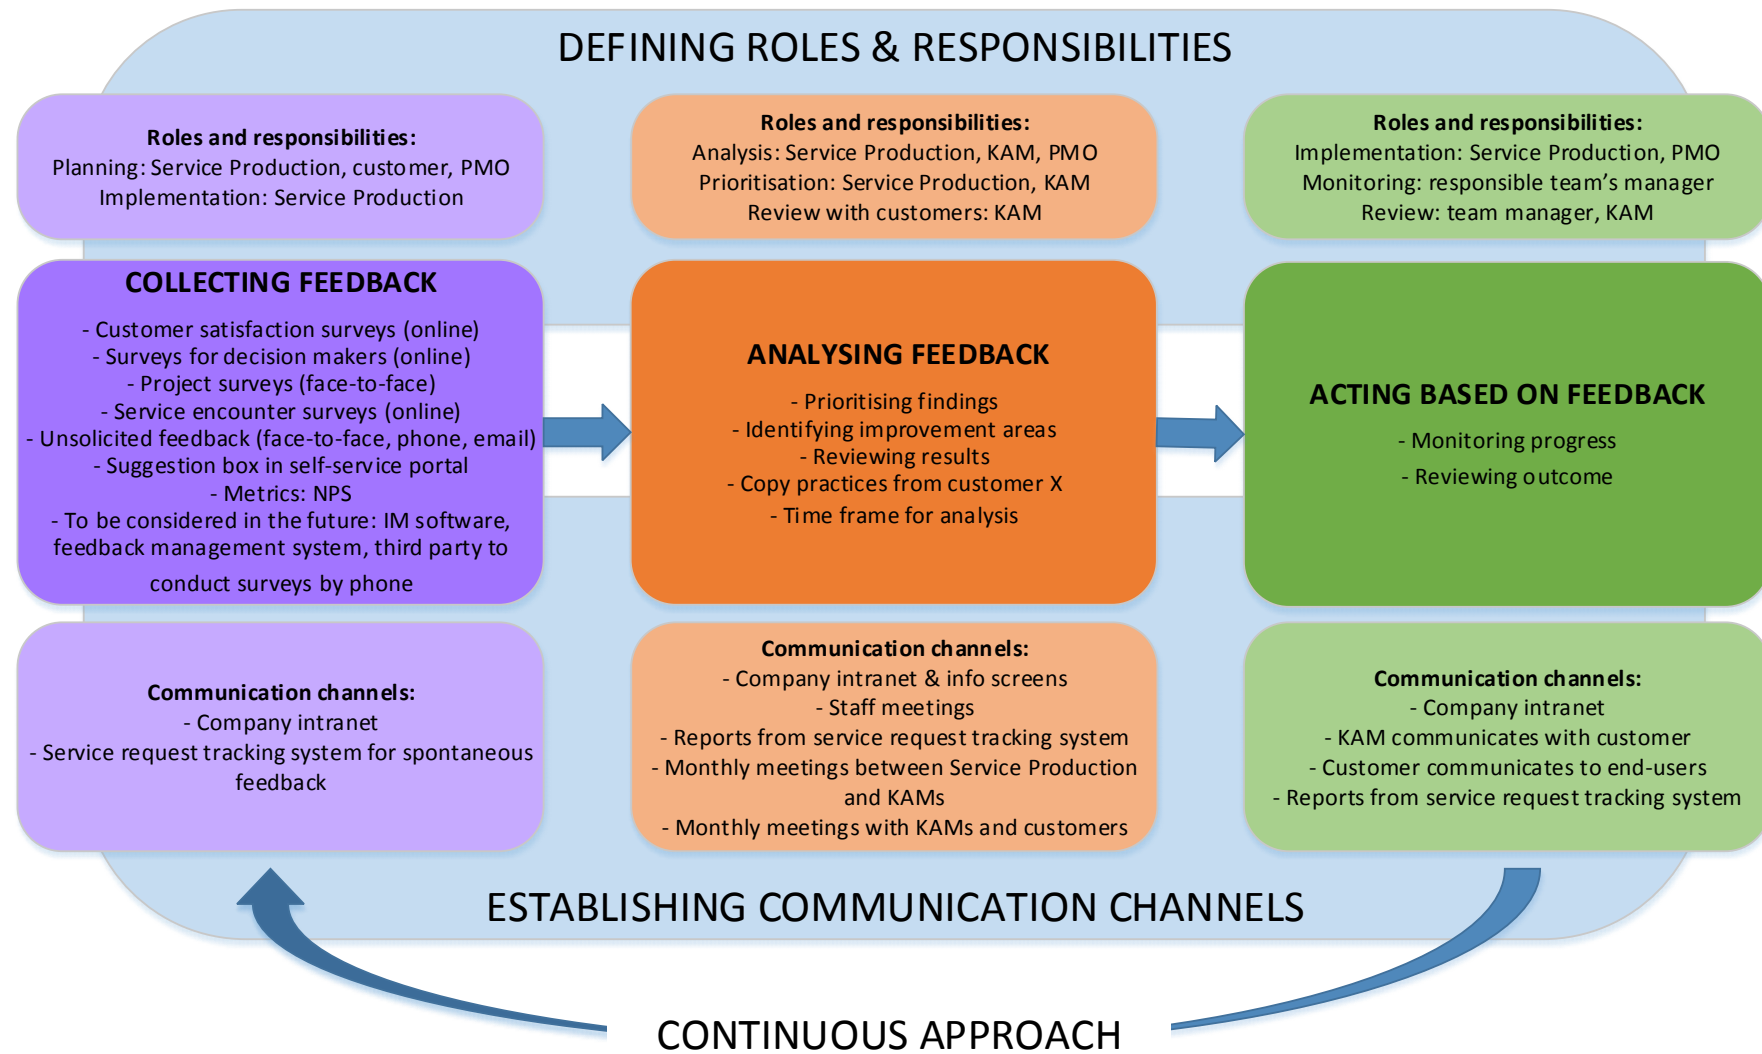 DEFINING ROLES & RESPONSIBILITIES
Roles and responsibilities:
Planning: Service Production, customer, PMO
Implementation: Service Production
Roles and responsibilities:
Analysis: Service Production, KAM, PMO
Prioritisation: Service Production, KAM
Review with customers: KAM
Roles and responsibilities:
Implementation: Service Production, PMO
Monitoring: responsible team's manager
Review: team manager, KAM
COLLECTING FEEDBACK
- Customer satisfaction surveys (online)
- Surveys for decision makers (online)
- Project surveys (face-to-face)
- Service encounter surveys (online)
- Unsolicited feedback (face-to-face, phone, email)
- Suggestion box in self-service portal
- Metrics: NPS
- To be considered in the future: IM software,
feedback management system, third party to
conduct surveys by phone
ANALYSING FEEDBACK
- Prioritising findings
- Identifying improvement areas
- Reviewing results
- Copy practices from customer X
- Time frame for analysis
ACTING BASED ON FEEDBACK
- Monitoring progress
- Reviewing outcome
Communication channels:
- Company intranet
- Service request tracking system for spontaneous
feedback
Communication channels:
- Company intranet & info screens
- Staff meetings
- Reports from service request tracking system
- Monthly meetings between Service Production
and KAMs
- Monthly meetings with KAMs and customers
Communication channels:
- Company intranet
- KAM communicates with customer
- Customer communicates to end-users
- Reports from service request tracking system
ESTABLISHING COMMUNICATION CHANNELS
CONTINUOUS APPROACH